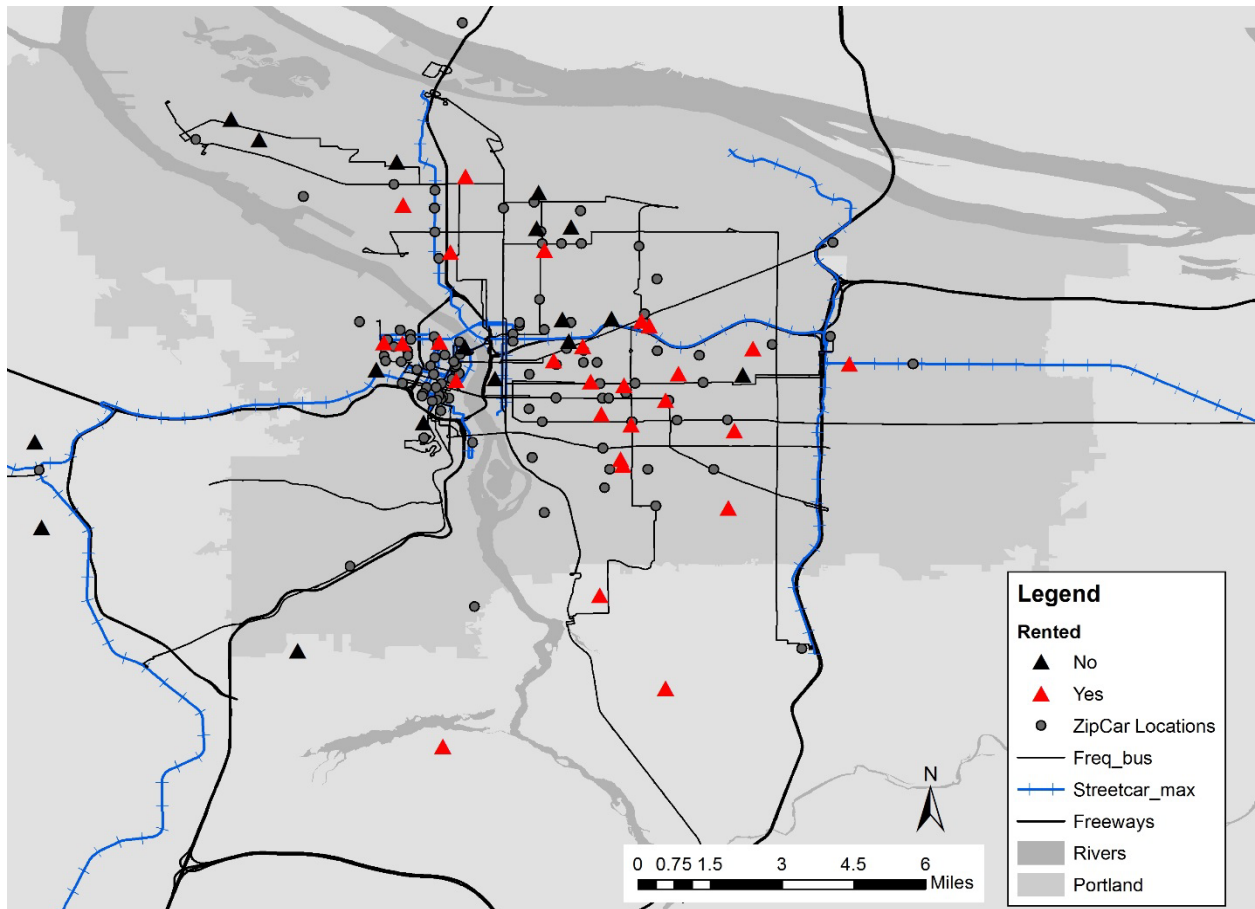 Legend
Rented
No
Yes
ZipCar Locations
Freq_bus
Streetcar_max
Freeways
Rivers
Portland
N
0 0.75 1.5 3 4.5 6
Miles